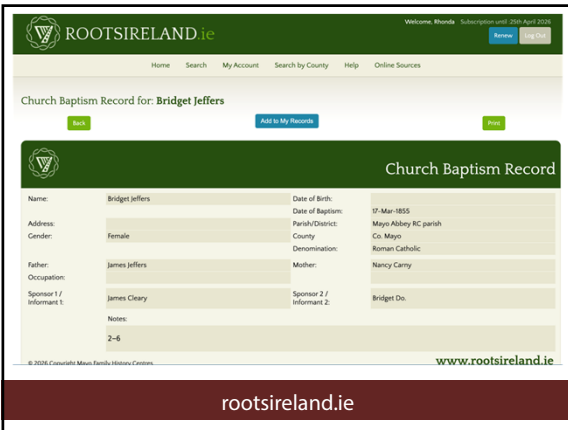 ROOTSIRELAND.ie
Welcome, Rhonda Subscription until :25th April 2026
Renew Log Out
Home Search My Account Search by County Help Online Sources
Church Baptism Record for: Bridget Jeffers
Back Add to My Records Print
Church Baptism Record
Name: Bridget Jeffers Date of Birth:
Date of Baptism: 17-Mar-1855
Address: Parish/District: Mayo Abbey RC parish
Gender: Female County Co. Mayo
Denomination: Roman Catholic
Father: James Jeffers Mother: Nancy Carny
Occupation:
Sponsor 1 / Informant 1: James Cleary Sponsor 2 / Informant 2: Bridget Do.
Notes:
2–6
© 2026 Copyright Mayo Family History Centres www.rootsireland.ie
rootsireland.ie